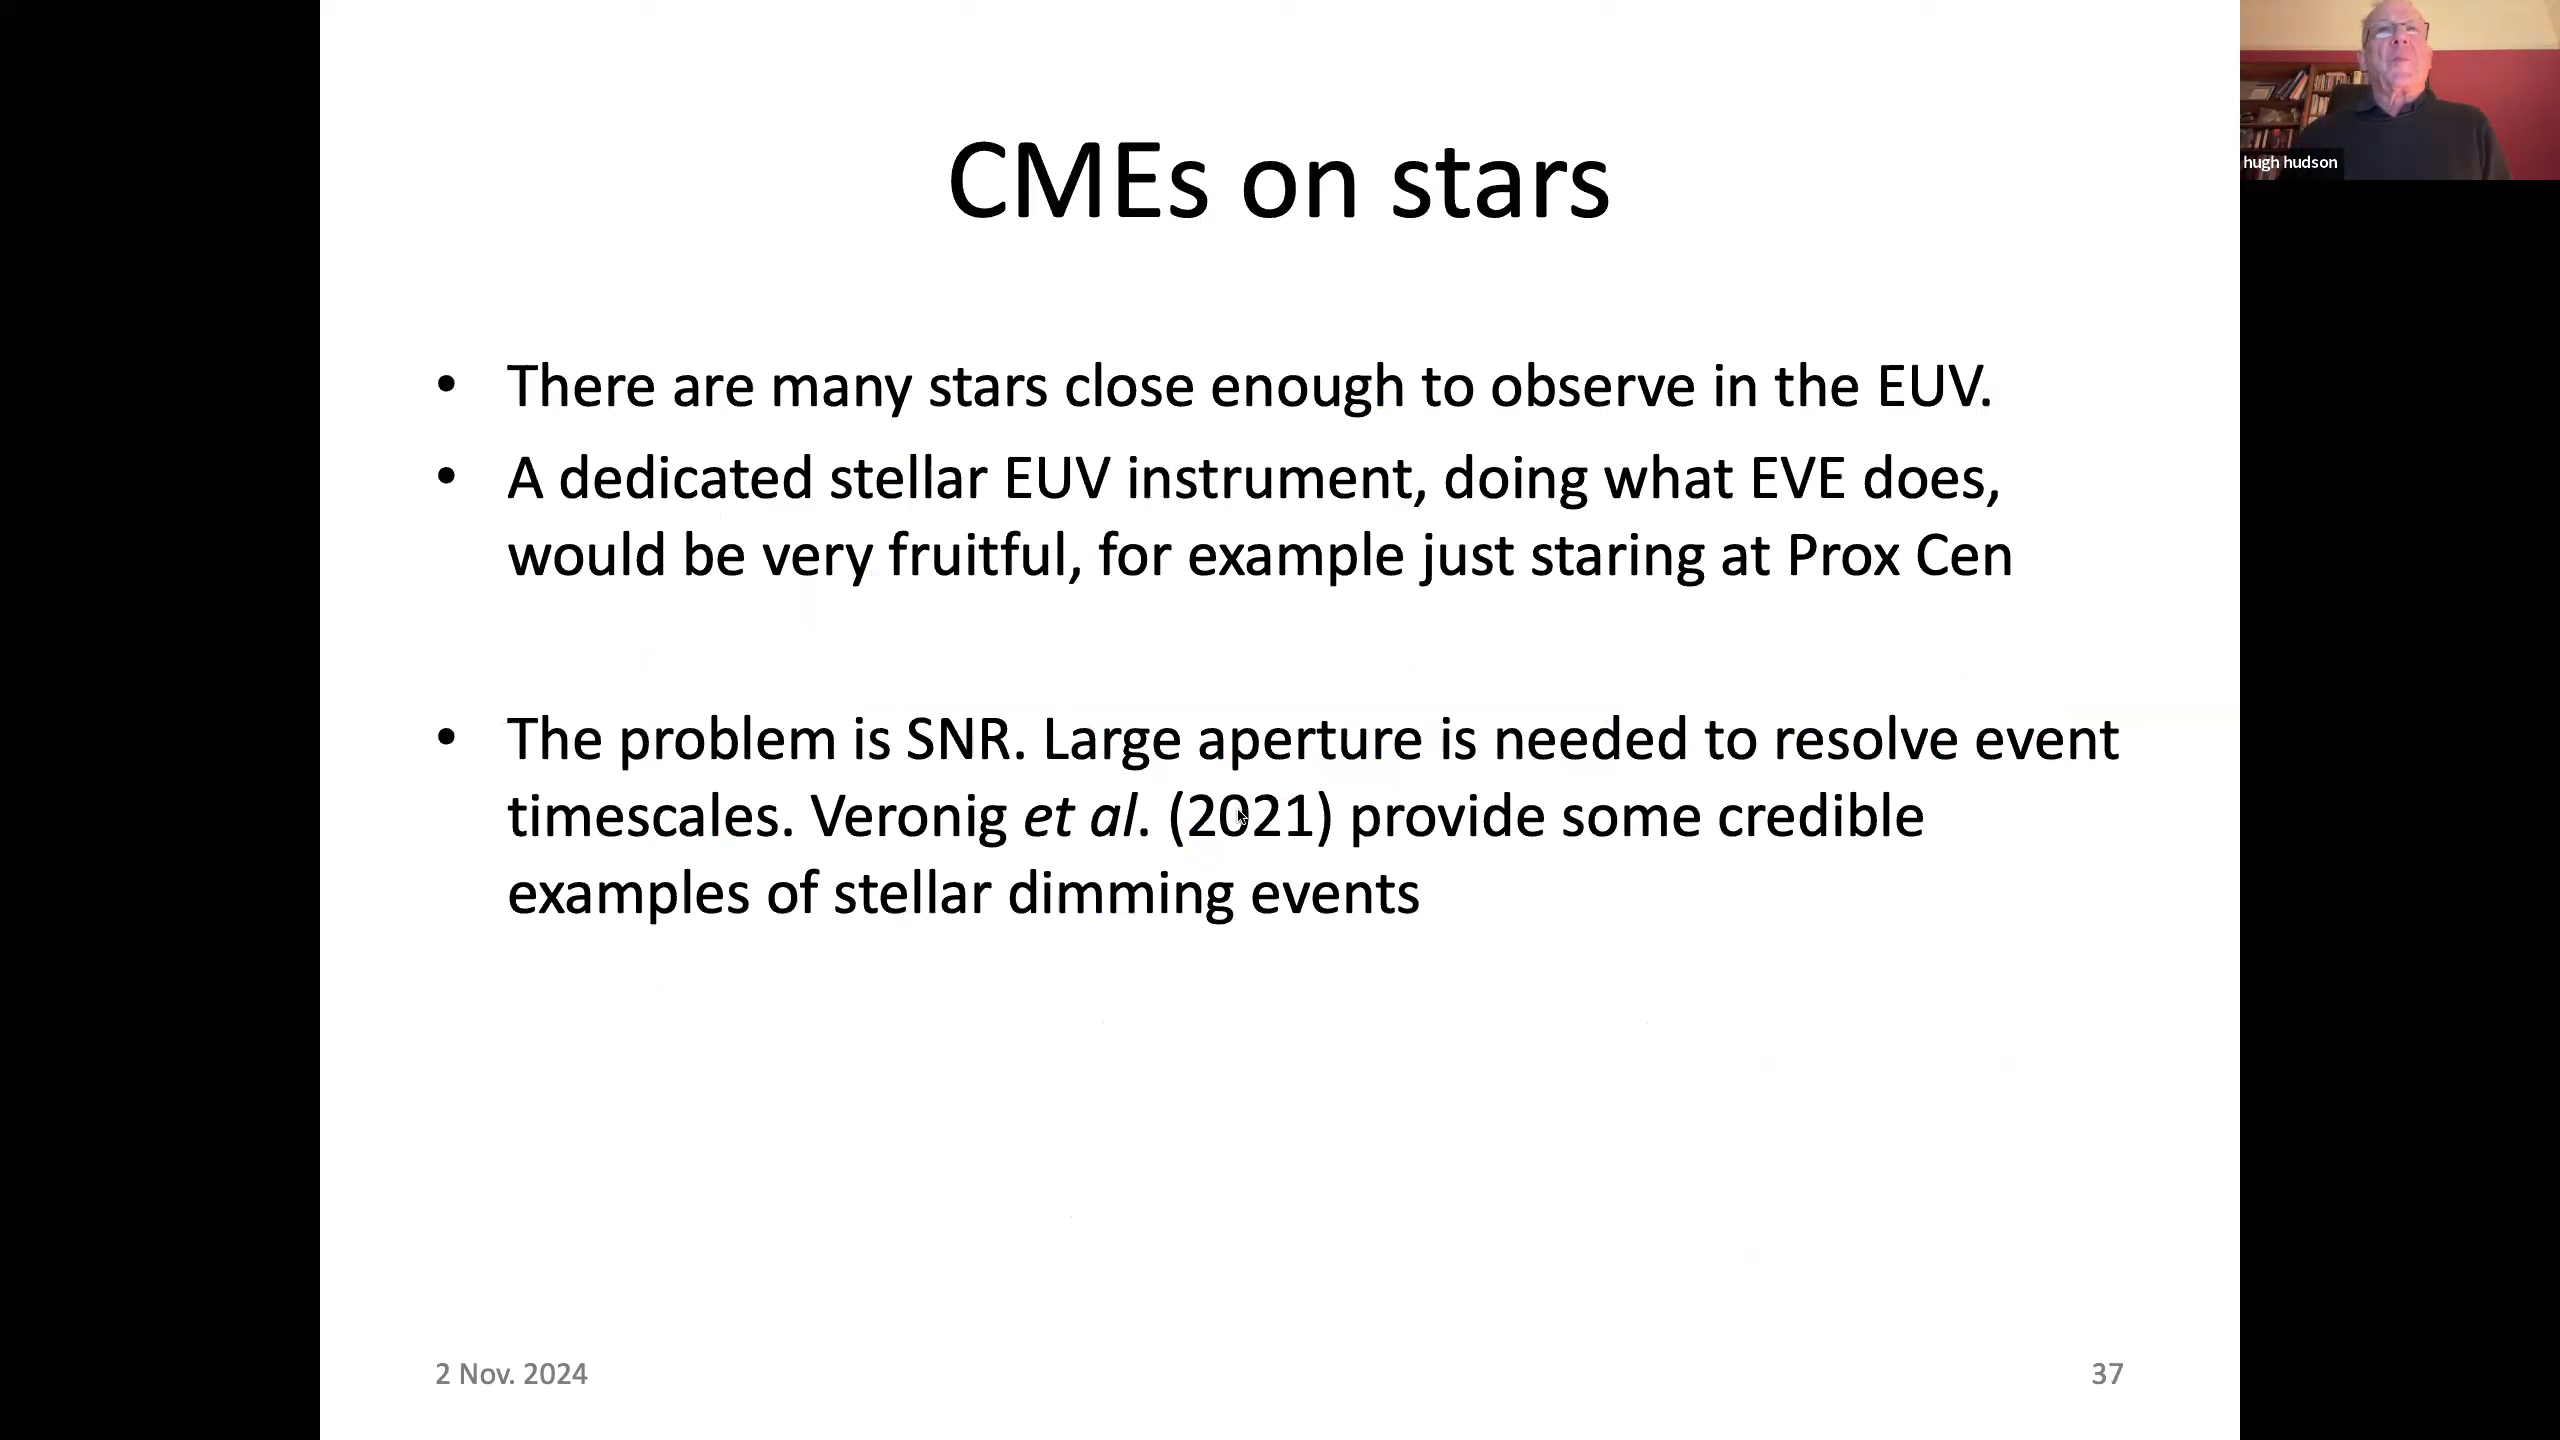 CMEs on stars
hugh hudson
• There are many stars close enough to observe in the EUV.
• A dedicated stellar EUV instrument, doing what EVE does,
would be very fruitful, for example just staring at Prox Cen
• The problem is SNR. Large aperture is needed to resolve event
timescales. Veronig et al. (2021) provide some credible
examples of stellar dimming events
2 Nov. 2024
37